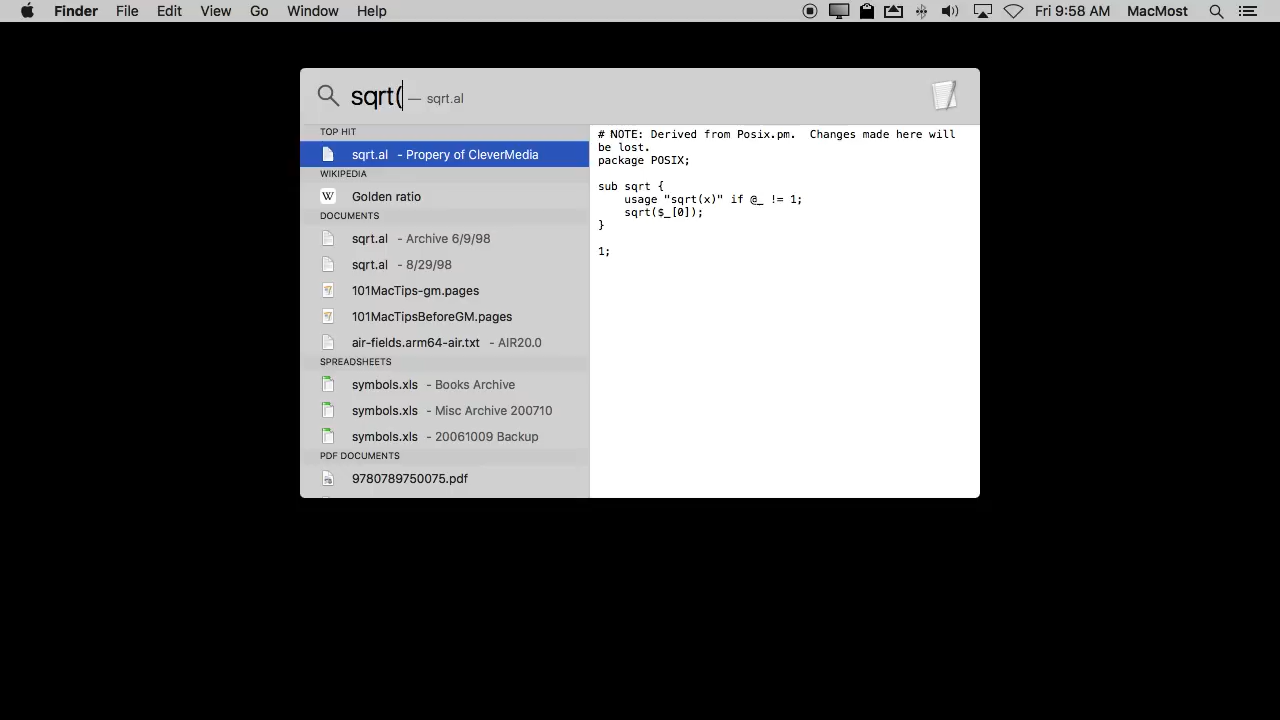 Finder File Edit View Go Window Help Fri 9:58 AM MacMost
sqrt( — sqrt.al
TOP HIT
sqrt.al - Propery of CleverMedia
WIKIPEDIA
W Golden ratio
DOCUMENTS
sqrt.al - Archive 6/9/98
sqrt.al - 8/29/98
101MacTips-gm.pages
101MacTipsBeforeGM.pages
air-fields.arm64-air.txt - AIR20.0
SPREADSHEETS
symbols.xls - Books Archive
symbols.xls - Misc Archive 200710
symbols.xls - 20061009 Backup
PDF DOCUMENTS
9780789750075.pdf
# NOTE: Derived from Posix.pm. Changes made here will
be lost.
package POSIX;
sub sqrt {
usage "sqrt(x)" if @_ != 1;
sqrt($_[0]);
}
1;